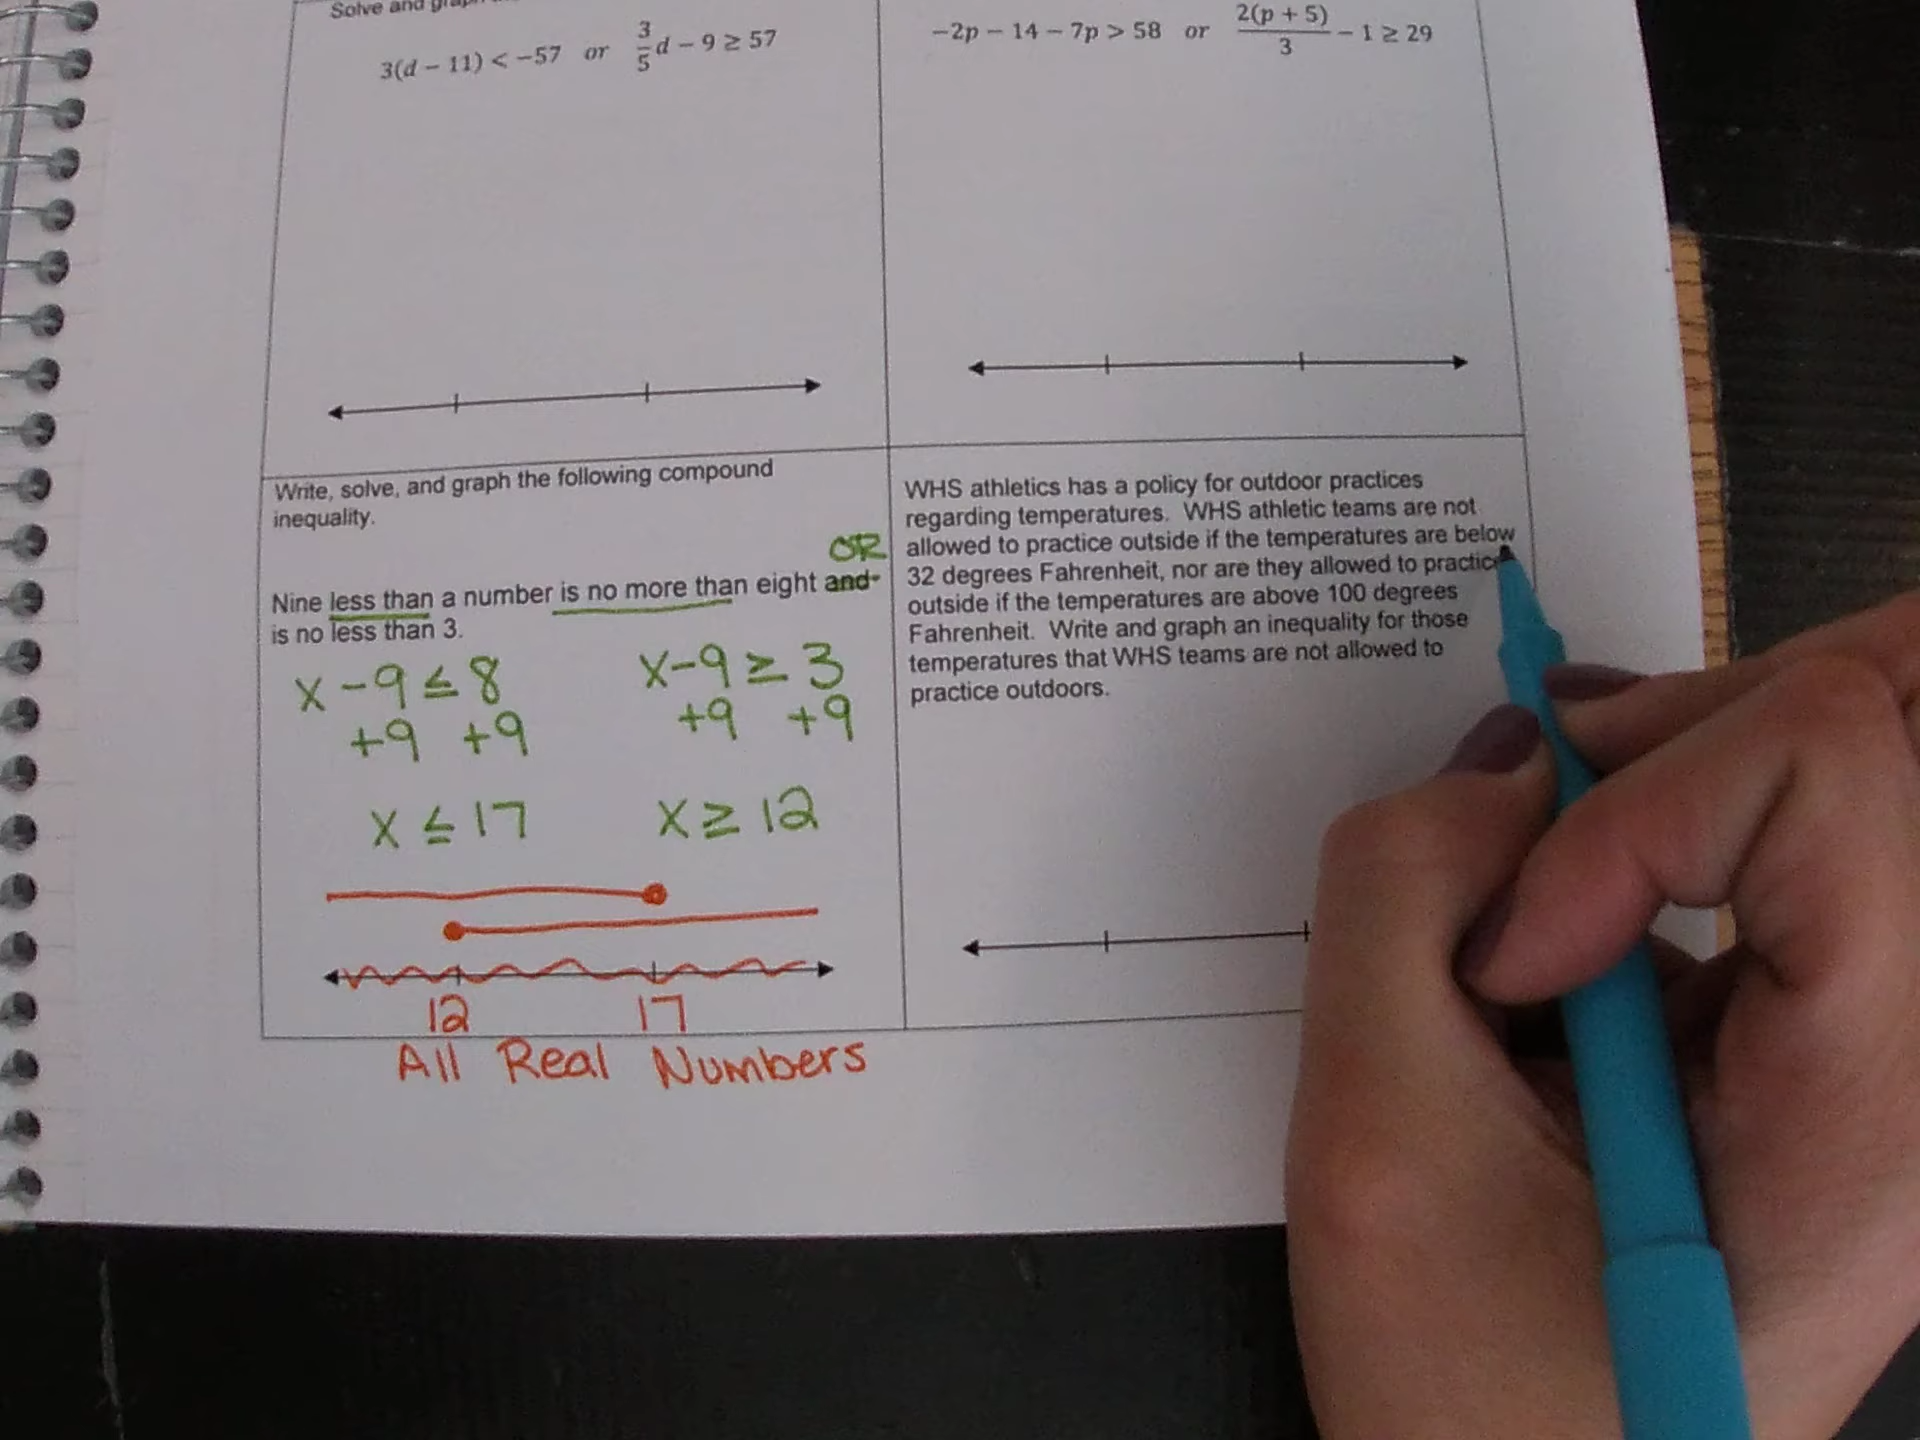 Solve and graph
3(d − 11) < −57 or 3/5 d − 9 ≥ 57
−2p − 14 − 7p > 58 or 2(p + 5)/3 − 1 ≥ 29
Write, solve, and graph the following compound
inequality.
OR
Nine less than a number is no more than eight and
is no less than 3.
x − 9 ≤ 8 x − 9 ≥ 3
+9 +9 +9 +9
x ≤ 17 x ≥ 12
12 17
All Real Numbers
WHS athletics has a policy for outdoor practices
regarding temperatures. WHS athletic teams are not
allowed to practice outside if the temperatures are below
32 degrees Fahrenheit, nor are they allowed to practice
outside if the temperatures are above 100 degrees
Fahrenheit. Write and graph an inequality for those
temperatures that WHS teams are not allowed to
practice outdoors.